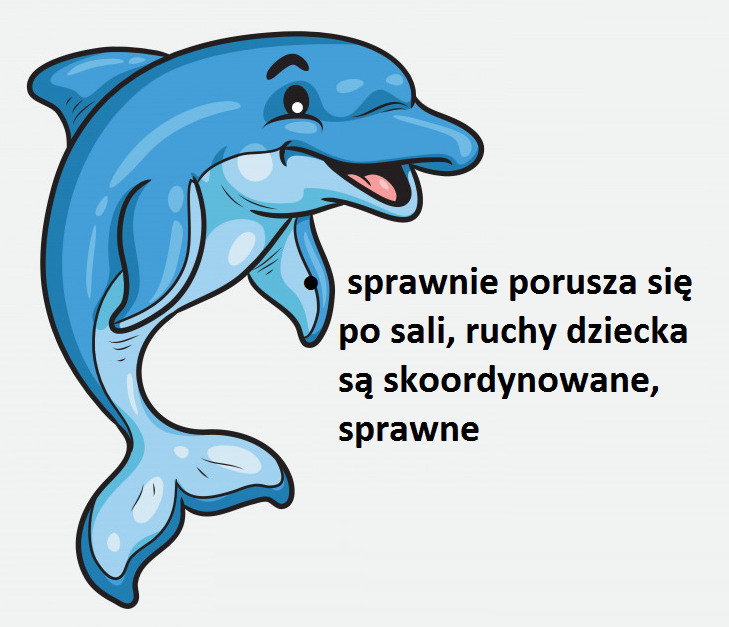 • sprawnie porusza się
po sali, ruchy dziecka
są skoordynowane,
sprawne